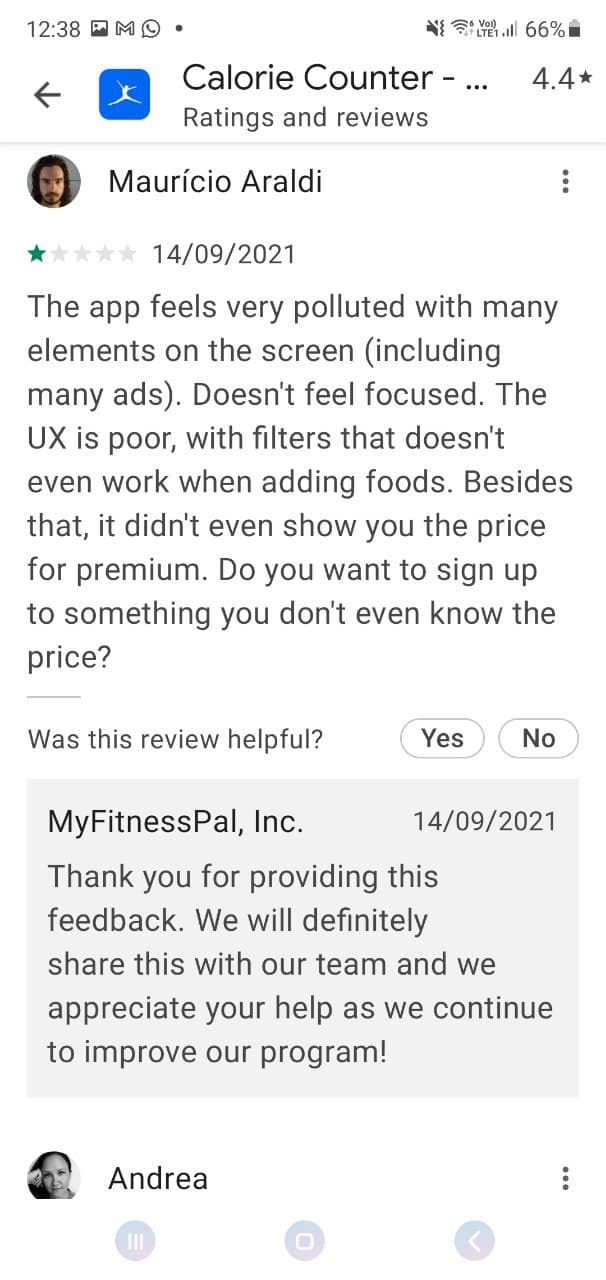 12:38 66%
Calorie Counter - ... 4.4★
Ratings and reviews
Maurício Araldi
14/09/2021
The app feels very polluted with many
elements on the screen (including
many ads). Doesn't feel focused. The
UX is poor, with filters that doesn't
even work when adding foods. Besides
that, it didn't even show you the price
for premium. Do you want to sign up
to something you don't even know the
price?
Was this review helpful? Yes No
MyFitnessPal, Inc. 14/09/2021
Thank you for providing this
feedback. We will definitely
share this with our team and we
appreciate your help as we continue
to improve our program!
Andrea